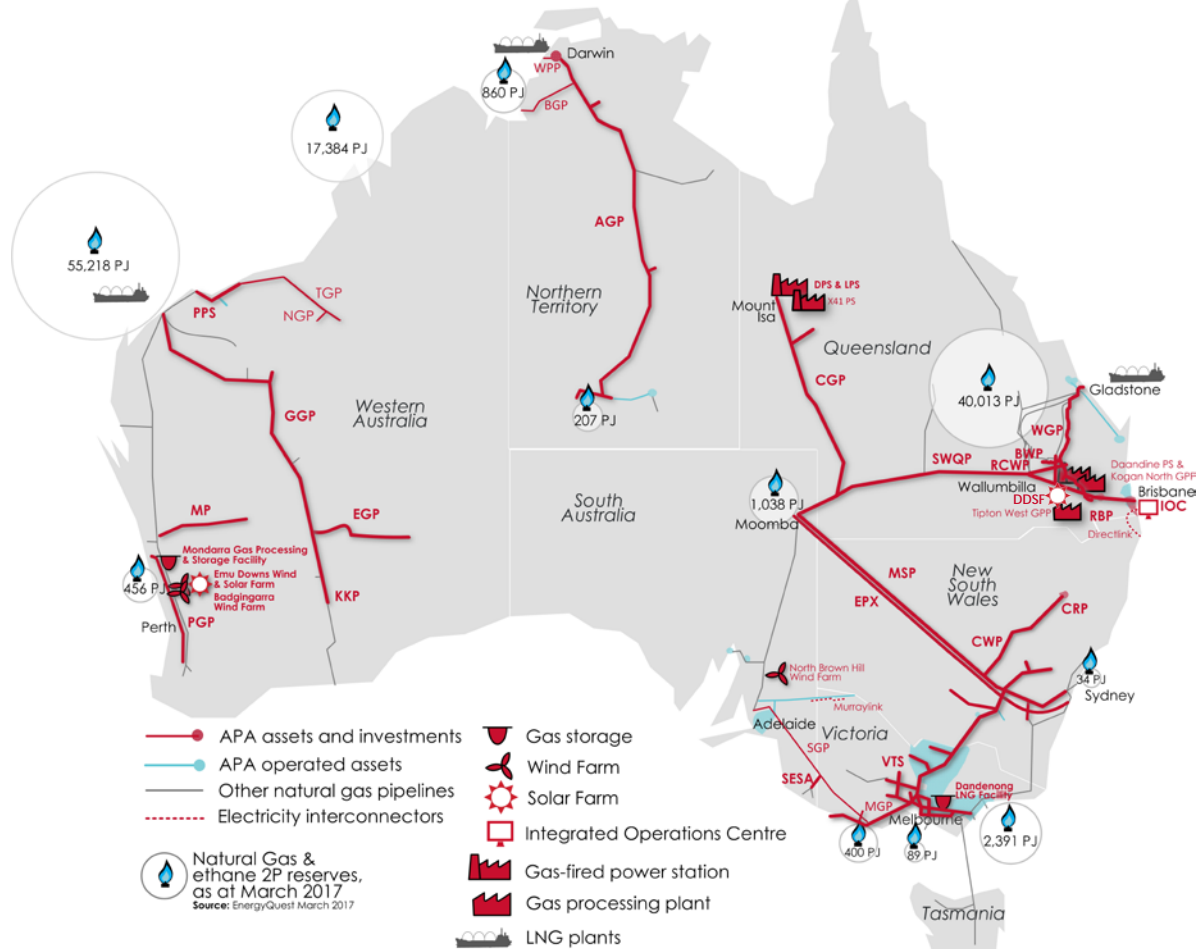 Darwin
WPP
860 PJ
BGP
17,384 PJ
55,218 PJ
AGP
TGP
NGP
PPS
Northern
Territory
DPS & LPS
X41 PS
Mount
Isa
Queensland
CGP
40,013 PJ
Gladstone
GGP
Western
Australia
207 PJ
WGP
BWP
RCWP
SWQP
Daandine PS &
Kogan North GPP
Wallumbilla
DDSF
Brisbane
IOC
Tipton West GPP
RBP
Directlink
South
Australia
1,038 PJ
Moomba
MP
EGP
Mondarra Gas Processing
& Storage Facility
Emu Downs Wind
& Solar Farm
Badgingarra
Wind Farm
456 PJ
KKP
PGP
Perth
MSP
EPX
New
South
Wales
CRP
CWP
34 PJ
Sydney
North Brown Hill
Wind Farm
Murraylink
Adelaide
Victoria
SGP
SESA
VTS
Dandenong
LNG Facility
MGP
Melbourne
400 PJ
89 PJ
2,391 PJ
Tasmania
APA assets and investments
APA operated assets
Other natural gas pipelines
Electricity interconnectors
Natural Gas &
ethane 2P reserves,
as at March 2017
Source: EnergyQuest March 2017
Gas storage
Wind Farm
Solar Farm
Integrated Operations Centre
Gas-fired power station
Gas processing plant
LNG plants